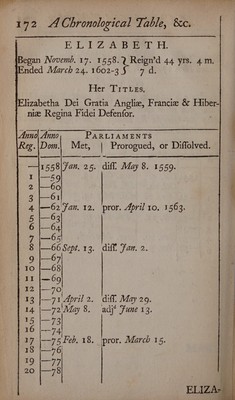 172 A Chronological Table, &c.
ELIZABETH.
Began Novemb. 17. 1558. } Reign'd 44 yrs. 4 m.
Ended March 24. 1602-3 } 7 d.
Her TITLES.
Elizabetha Dei Gratia Angliæ, Franciæ & Hiber-
niæ Regina Fidei Defensor.
Anno Anno PARLIAMENTS
Reg. Dom. Met, Prorogued, or Dissolved.
— 1558 Jan. 25. diss. May 8. 1559.
1 —59
2 —60
3 —61
4 —62 Jan. 12. pror. April 10. 1563.
5 —63
6 —64
7 —65
8 —66 Sept. 13. diss. Jan. 2.
9 —67
10 —68
11 —69
12 —70
13 —71 April 2. diss. May 29.
14 —72 May 8. adjd June 13.
15 —73
16 —74
17 —75 Feb. 18. pror. March 15.
18 —76
19 —77
20 —78
ELIZA-